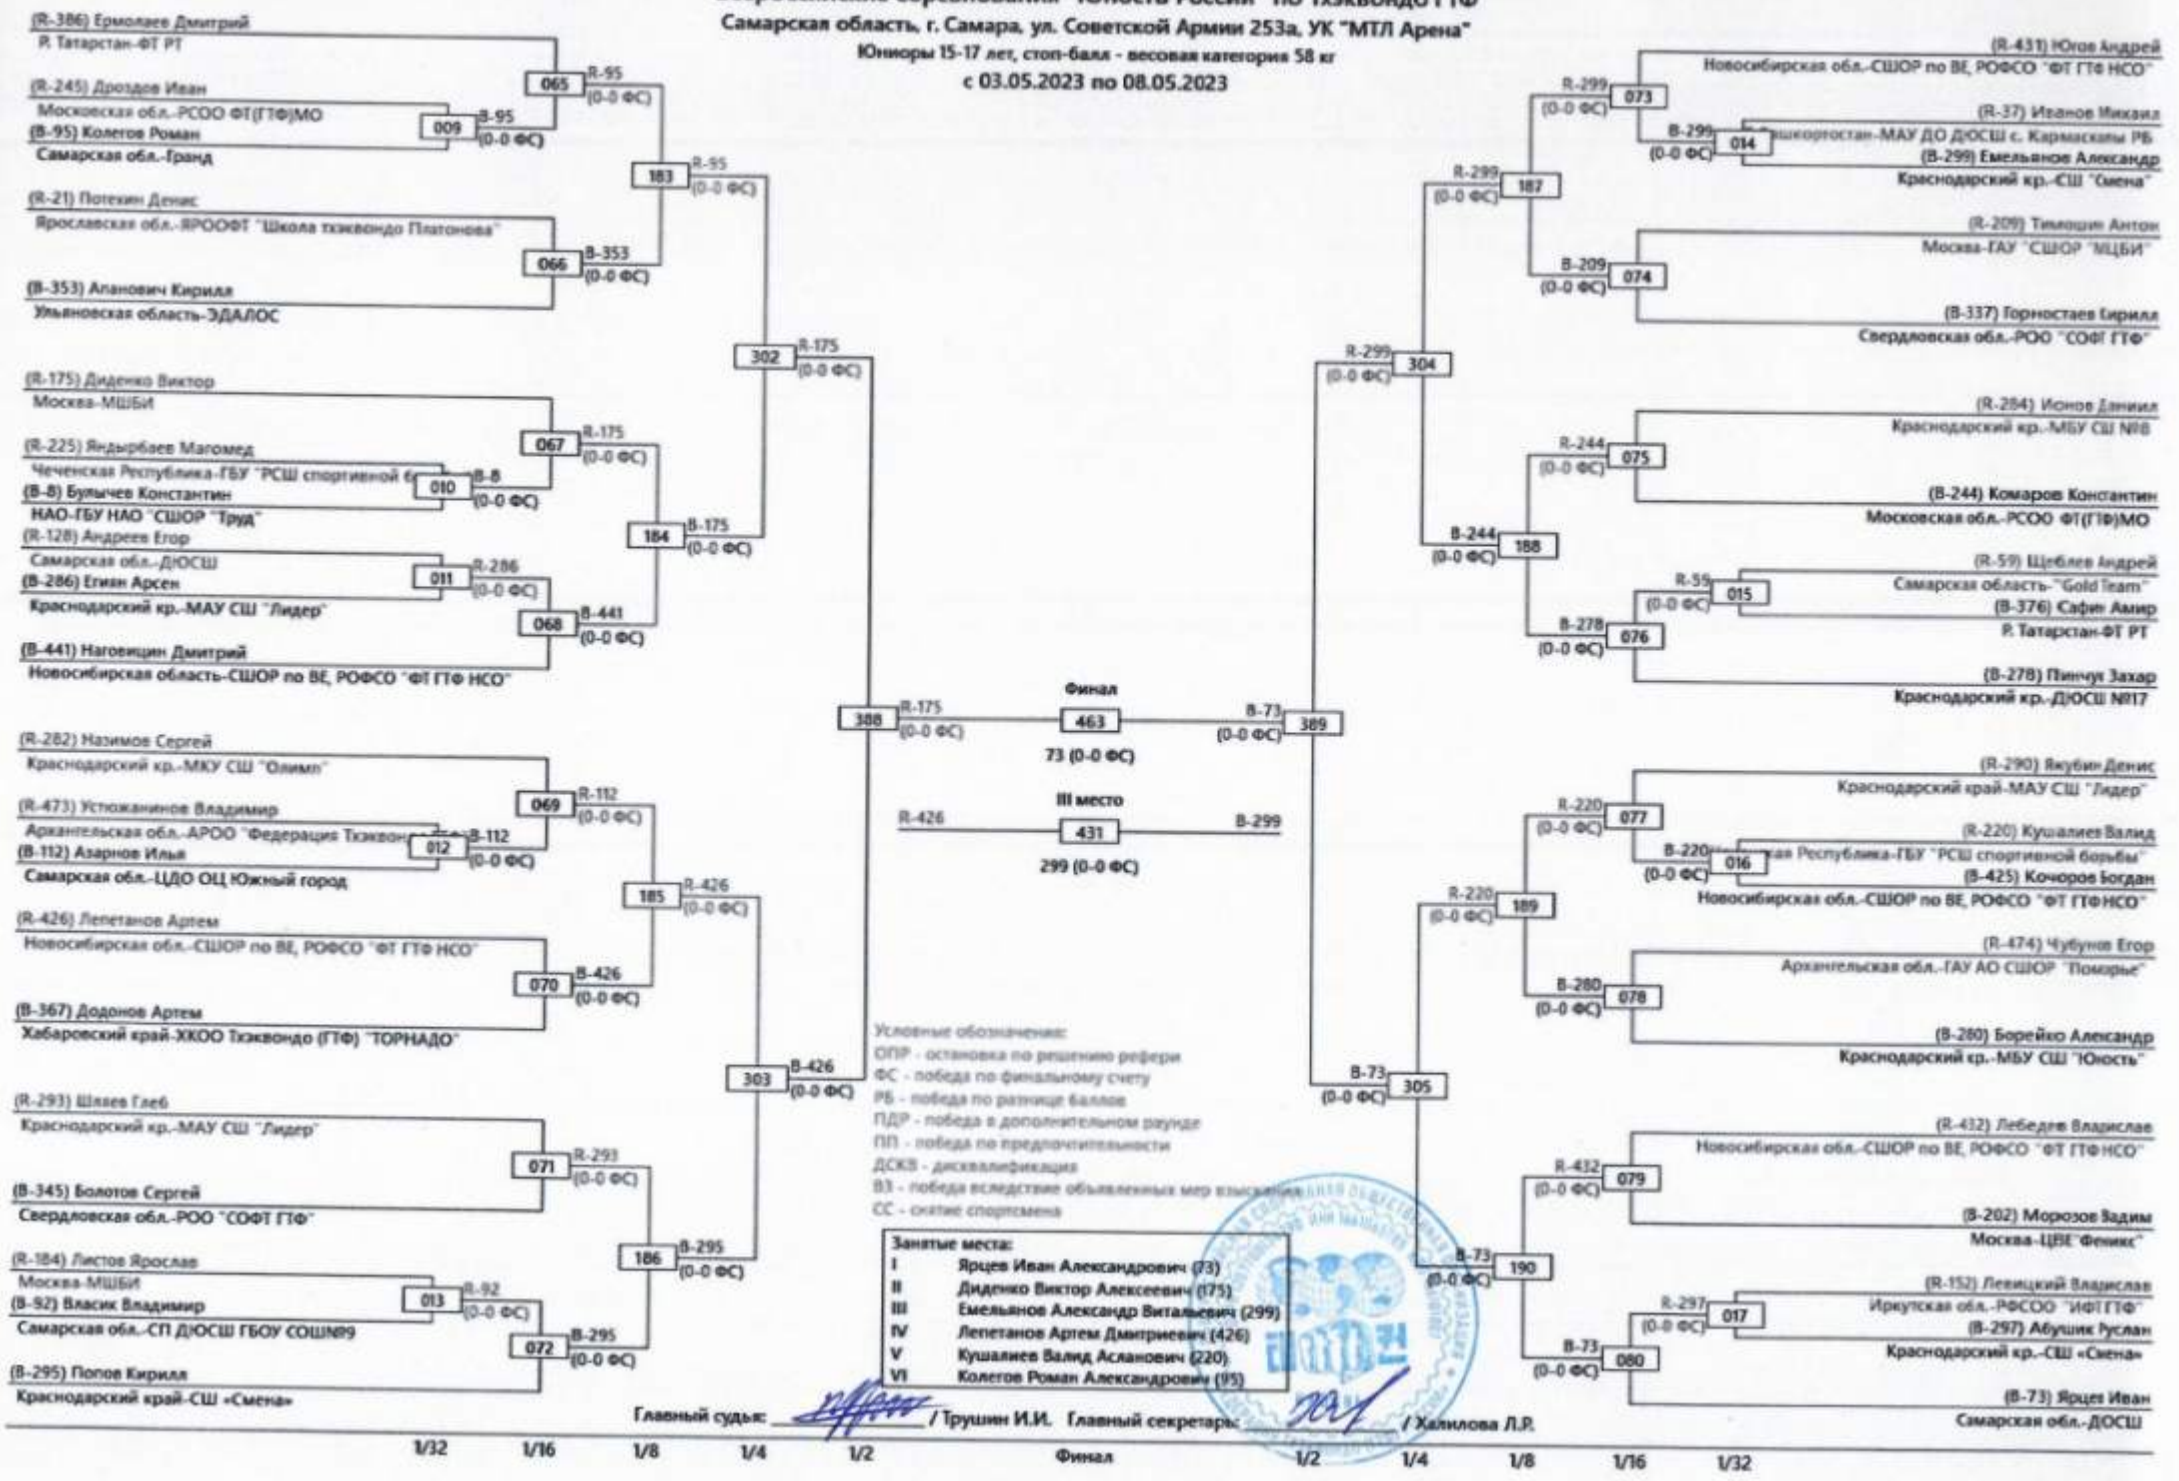 Самарская область, г. Самара, ул. Советской Армии 253а, УК "МТЛ Арена"
Юниоры 15-17 лет, стоп-балл - весовая категория 58 кг
с 03.05.2023 по 08.05.2023
(R-386) Ермолаев Дмитрий
Р. Татарстан-ФТ РТ
065
R-95
(0-0 ФС)
(R-245) Дроздов Иван
Московская обл.-РСОО ФТ(ГТФ)МО
009
B-95
(0-0 ФС)
(B-95) Колегов Роман
Самарская обл.-Гранд
183
R-95
(0-0 ФС)
(R-21) Потехин Денис
Ярославская обл.-ЯРООФТ "Школа тхэквондо Платонова"
066
B-353
(0-0 ФС)
(B-353) Апанович Кирилл
Ульяновская область-ЭДАЛОС
302
R-175
(0-0 ФС)
(R-175) Диденко Виктор
Москва-МШБИ
067
R-175
(0-0 ФС)
(R-225) Яндырбаев Магомед
Чеченская Республика-ГБУ "РСШ спортивной
010
B-8
(0-0 ФС)
(B-8) Булычев Константин
НАО-ГБУ НАО "СШОР "Труд"
184
B-175
(0-0 ФС)
(R-128) Андреев Егор
Самарская обл.-ДЮСШ
011
R-286
(0-0 ФС)
(B-286) Егиян Арсен
Краснодарский кр.-МАУ СШ "Лидер"
068
B-441
(0-0 ФС)
(B-441) Наговицин Дмитрий
Новосибирская область-СШОР по ВЕ, РОФСО "ФТ ГТФ НСО"
388
R-175
(0-0 ФС)
(R-282) Назимов Сергей
Краснодарский кр.-МКУ СШ "Олимп"
069
R-112
(0-0 ФС)
(R-473) Устюжанинов Владимир
Архангельская обл.-АРОО "Федерация
012
B-112
(0-0 ФС)
(B-112) Азарнов Илья
Самарская обл.-ЦДО ОЦ Южный город
185
R-426
(0-0 ФС)
(R-426) Лепетанов Артем
Новосибирская обл.-СШОР по ВЕ, РОФСО "ФТ ГТФ НСО"
070
B-426
(0-0 ФС)
(B-367) Додонов Артем
Хабаровский край-ХКОО Тхэквондо (ГТФ) "ТОРНАДО"
303
B-426
(0-0 ФС)
(R-293) Шляев Глеб
Краснодарский кр.-МАУ СШ "Лидер"
071
R-293
(0-0 ФС)
(B-345) Болотов Сергей
Свердловская обл.-РОО "СОФТ ГТФ"
186
B-295
(0-0 ФС)
(R-184) Листов Ярослав
Москва-МШБИ
013
R-92
(0-0 ФС)
(B-92) Власик Владимир
Самарская обл.-СП ДЮСШ ГБОУ СОШ№9
072
B-295
(0-0 ФС)
(B-295) Попов Кирилл
Краснодарский край-СШ «Смена»
Финал
463
73 (0-0 ФС)
III место
R-426
431
B-299
299 (0-0 ФС)
(R-431) Югов Андрей
Новосибирская обл.-СШОР по ВЕ, РОФСО "ФТ ГТФ НСО"
R-299
(0-0 ФС)
073
(R-37) Иванов Михаил
МАУ ДО ДЮСШ с. Кармаскалы РБ
B-299
(0-0 ФС)
014
(B-299) Емельянов Александр
Краснодарский кр.-СШ "Смена"
R-299
(0-0 ФС)
187
(R-209) Тимошин Антон
Москва-ГАУ "СШОР "МЦБИ"
B-209
(0-0 ФС)
074
(B-337) Горностаев Кирилл
Свердловская обл.-РОО "СОФТ ГТФ"
R-299
(0-0 ФС)
304
(R-284) Ионов Даниил
Краснодарский кр.-МБУ СШ №8
R-244
(0-0 ФС)
075
(B-244) Комаров Константин
Московская обл.-РСОО ФТ(ГТФ)МО
B-244
(0-0 ФС)
188
(R-59) Щеблев Андрей
Самарская область-"Gold Team"
R-59
(0-0 ФС)
015
(B-376) Сафин Амир
Р. Татарстан-ФТ РТ
B-278
(0-0 ФС)
076
(B-278) Пинчук Захар
Краснодарский кр.-ДЮСШ №17
B-73
(0-0 ФС)
389
(R-290) Якубин Денис
Краснодарский край-МАУ СШ "Лидер"
R-220
(0-0 ФС)
077
(R-220) Кушалиев Валид
Республика-ГБУ "РСШ спортивной борьбы"
B-220
(0-0 ФС)
016
(B-425) Кочоров Богдан
Новосибирская обл.-СШОР по ВЕ, РОФСО "ФТ ГТФ НСО"
R-220
(0-0 ФС)
189
(R-474) Чубунов Егор
Архангельская обл.-ГАУ АО СШОР "Поморье"
B-280
(0-0 ФС)
078
(B-280) Борейко Александр
Краснодарский кр.-МБУ СШ "Юность"
B-73
(0-0 ФС)
305
(R-432) Лебедев Владислав
Новосибирская обл.-СШОР по ВЕ, РОФСО "ФТ ГТФ НСО"
R-432
(0-0 ФС)
079
(B-202) Морозов Вадим
Москва-ЦВЕ"Феникс"
B-73
(0-0 ФС)
190
(R-152) Левицкий Владислав
Иркутская обл.-РФСОО "ИФТ ГТФ"
R-297
(0-0 ФС)
017
(B-297) Абушик Руслан
Краснодарский кр.-СШ «Смена»
B-73
(0-0 ФС)
080
(B-73) Ярцев Иван
Самарская обл.-ДОСШ
Условные обозначения:
ОПР - остановка по решению рефери
ФС - победа по финальному счету
РБ - победа по разнице баллов
ПДР - победа в дополнительном раунде
ПП - победа по предпочтительности
ДСКВ - дисквалификация
ВЗ - победа вследствие объявленных мер взыскания
СС - снятие спортсмена
Занятые места:
I Ярцев Иван Александрович (73)
II Диденко Виктор Алексеевич (175)
III Емельянов Александр Витальевич (299)
IV Лепетанов Артем Дмитриевич (426)
V Кушалиев Валид Асланович (220)
VI Колегов Роман Александрович (95)
Главный судья: / Трушин И.И. Главный секретарь: / Халилова Л.Р.
1/32 1/16 1/8 1/4 1/2 Финал 1/2 1/4 1/8 1/16 1/32